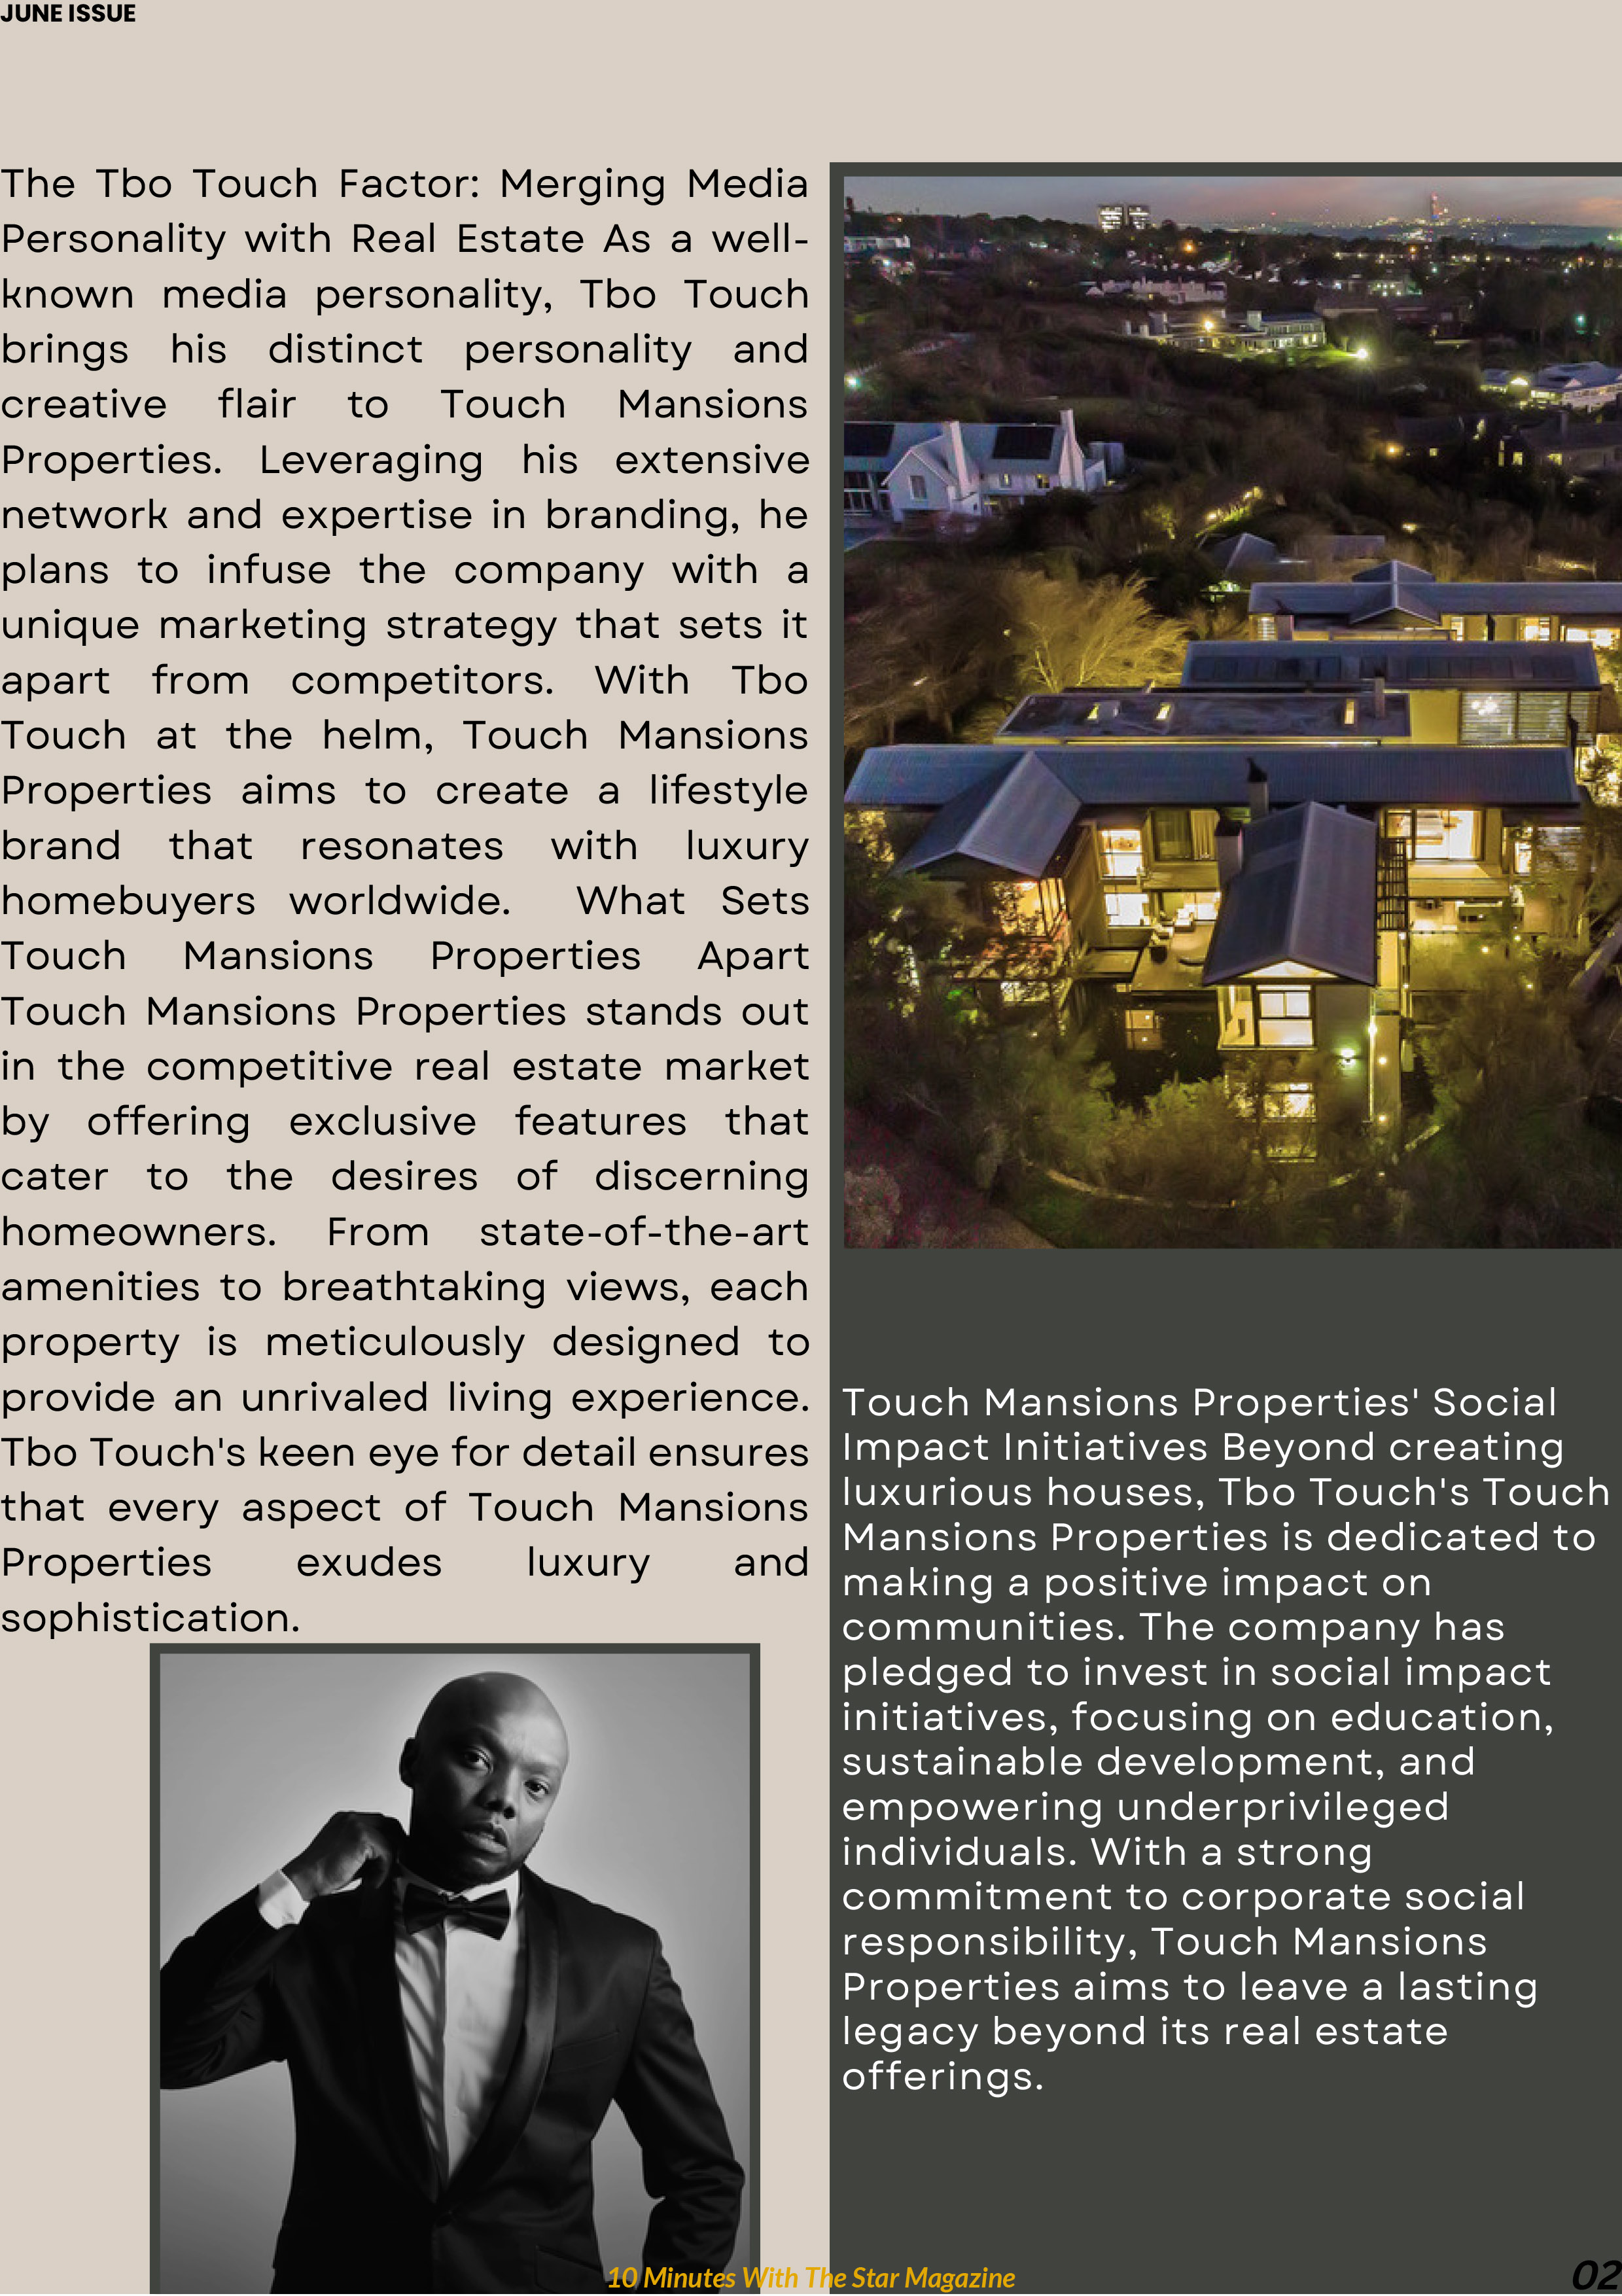 JUNE ISSUE
The Tbo Touch Factor: Merging Media
Personality with Real Estate As a well-
known media personality, Tbo Touch
brings his distinct personality and
creative flair to Touch Mansions
Properties. Leveraging his extensive
network and expertise in branding, he
plans to infuse the company with a
unique marketing strategy that sets it
apart from competitors. With Tbo
Touch at the helm, Touch Mansions
Properties aims to create a lifestyle
brand that resonates with luxury
homebuyers worldwide. What Sets
Touch Mansions Properties Apart
Touch Mansions Properties stands out
in the competitive real estate market
by offering exclusive features that
cater to the desires of discerning
homeowners. From state-of-the-art
amenities to breathtaking views, each
property is meticulously designed to
provide an unrivaled living experience.
Tbo Touch's keen eye for detail ensures
that every aspect of Touch Mansions
Properties exudes luxury and
sophistication.
Touch Mansions Properties' Social
Impact Initiatives Beyond creating
luxurious houses, Tbo Touch's Touch
Mansions Properties is dedicated to
making a positive impact on
communities. The company has
pledged to invest in social impact
initiatives, focusing on education,
sustainable development, and
empowering underprivileged
individuals. With a strong
commitment to corporate social
responsibility, Touch Mansions
Properties aims to leave a lasting
legacy beyond its real estate
offerings.
10 Minutes With The Star Magazine
02